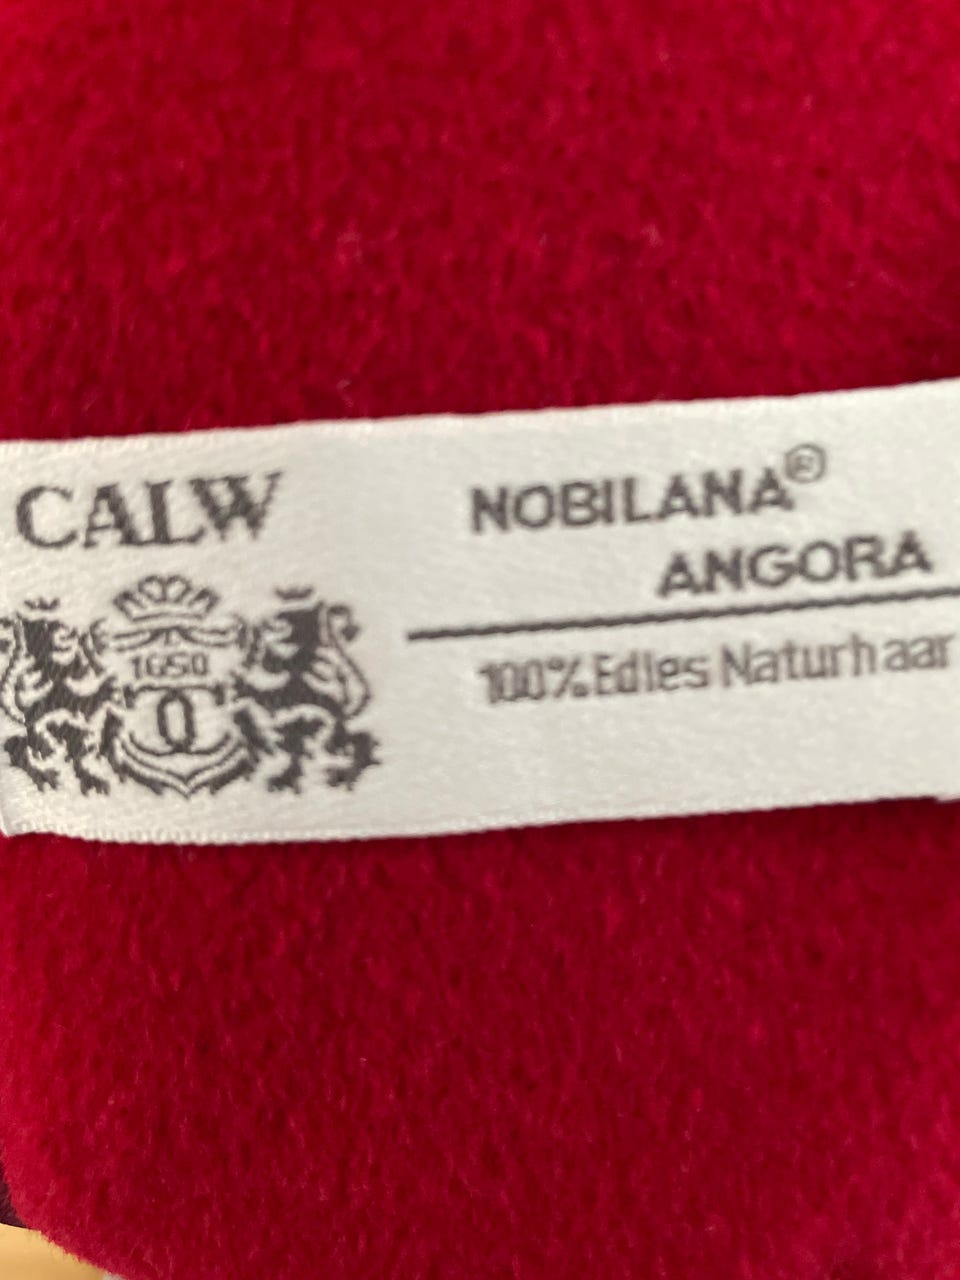 CALW
1650
NOBILANA®
ANGORA
100% Edles Naturhaar